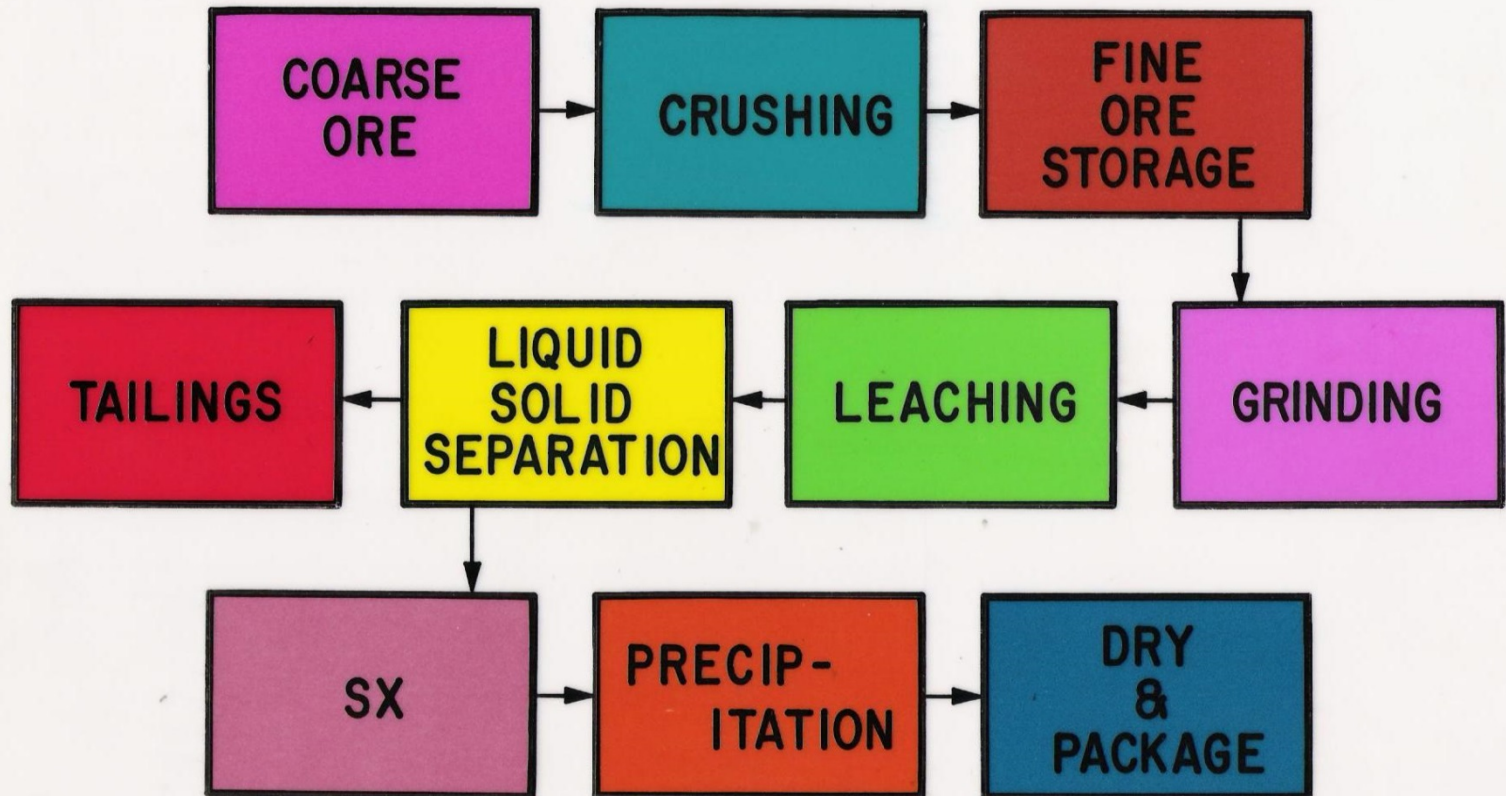 COARSE
ORE
CRUSHING
FINE
ORE
STORAGE
GRINDING
LEACHING
LIQUID
SOLID
SEPARATION
TAILINGS
SX
PRECIP-
ITATION
DRY
&
PACKAGE